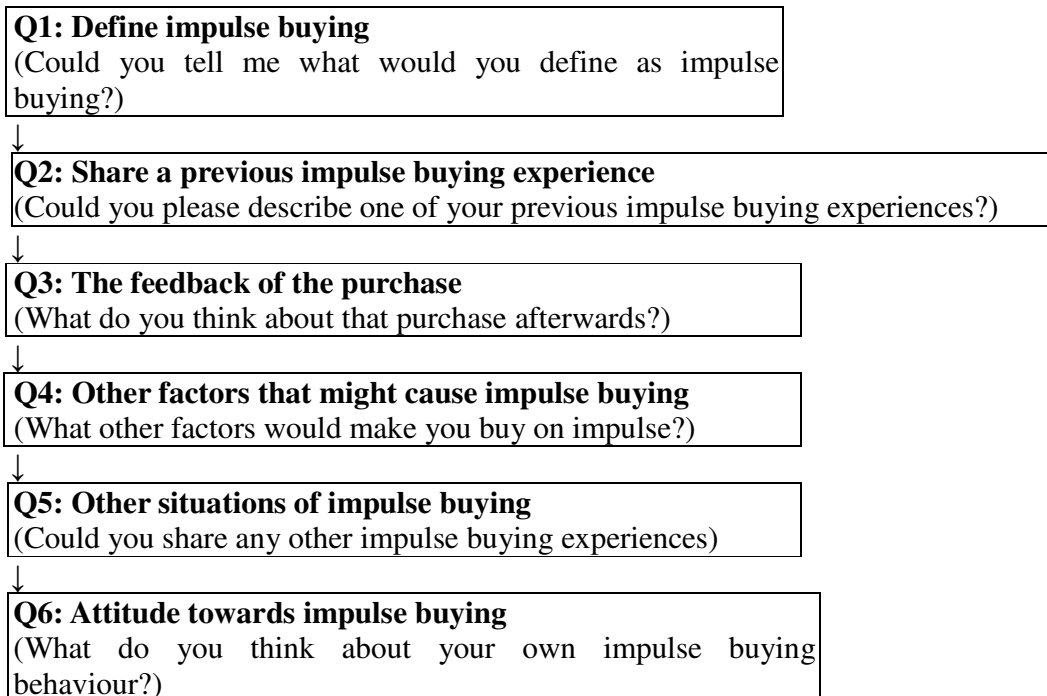 Q1: Define impulse buying
(Could you tell me what would you define as impulse
buying?)
↓
Q2: Share a previous impulse buying experience
(Could you please describe one of your previous impulse buying experiences?)
↓
Q3: The feedback of the purchase
(What do you think about that purchase afterwards?)
↓
Q4: Other factors that might cause impulse buying
(What other factors would make you buy on impulse?)
↓
Q5: Other situations of impulse buying
(Could you share any other impulse buying experiences)
↓
Q6: Attitude towards impulse buying
(What do you think about your own impulse buying
behaviour?)